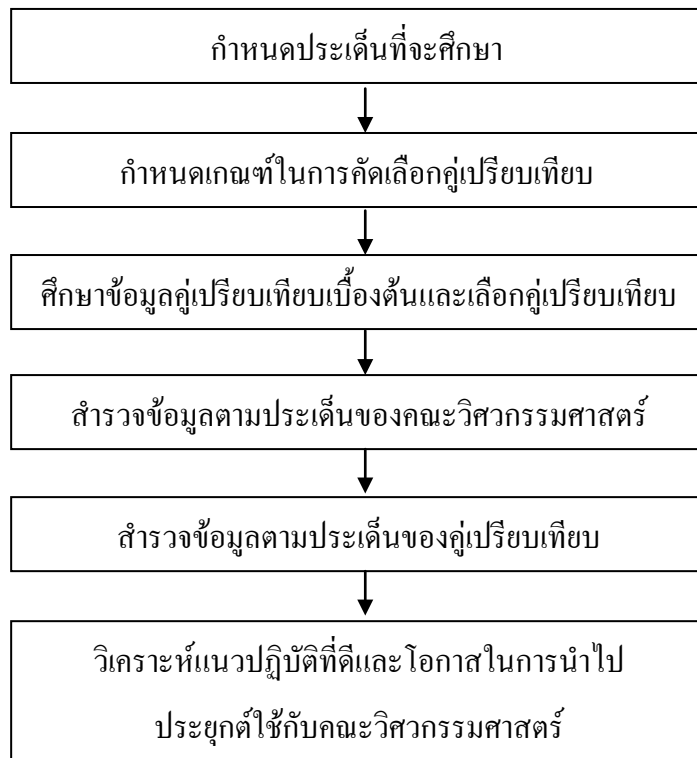 กำหนดประเด็นที่จะศึกษา
กำหนดเกณฑ์ในการคัดเลือกคู่เปรียบเทียบ
ศึกษาข้อมูลคู่เปรียบเทียบเบื้องต้นและเลือกคู่เปรียบเทียบ
สำรวจข้อมูลตามประเด็นของคณะวิศวกรรมศาสตร์
สำรวจข้อมูลตามประเด็นของคู่เปรียบเทียบ
วิเคราะห์แนวปฏิบัติที่ดีและโอกาสในการนำไป
ประยุกต์ใช้กับคณะวิศวกรรมศาสตร์